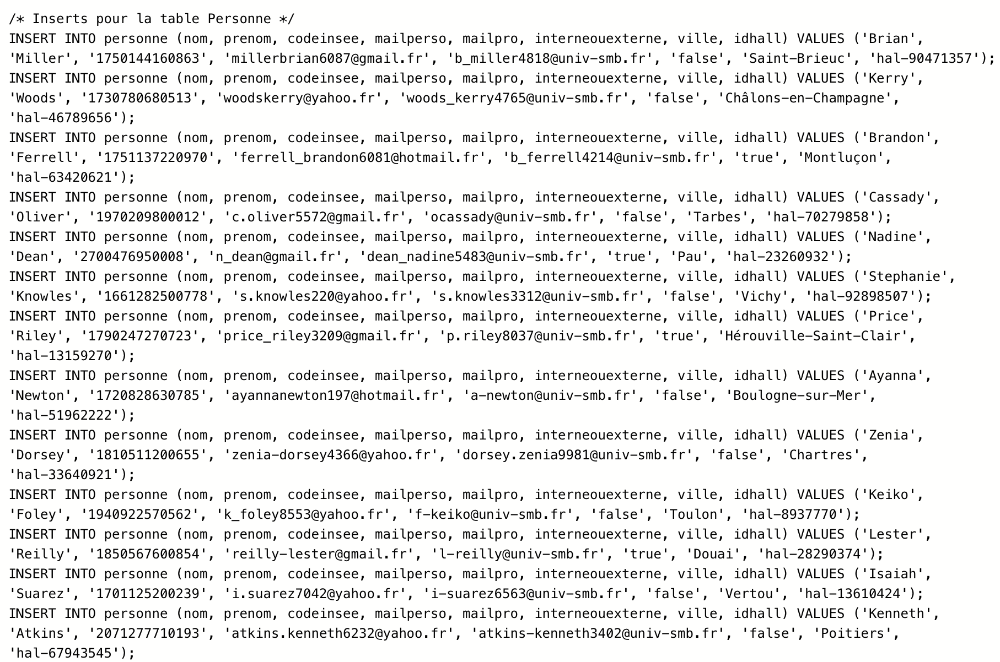 /* Inserts pour la table Personne */
INSERT INTO personne (nom, prenom, codeinsee, mailperso, mailpro, interneouexterne, ville, idhall) VALUES ('Brian',
'Miller', '1750144160863', 'millerbrian6087@gmail.fr', 'b_miller4818@univ-smb.fr', 'false', 'Saint-Brieuc', 'hal-90471357');
INSERT INTO personne (nom, prenom, codeinsee, mailperso, mailpro, interneouexterne, ville, idhall) VALUES ('Kerry',
'Woods', '1730780680513', 'woodskerry@yahoo.fr', 'woods_kerry4765@univ-smb.fr', 'false', 'Châlons-en-Champagne',
'hal-46789656');
INSERT INTO personne (nom, prenom, codeinsee, mailperso, mailpro, interneouexterne, ville, idhall) VALUES ('Brandon',
'Ferrell', '1751137220970', 'ferrell_brandon6081@hotmail.fr', 'b_ferrell4214@univ-smb.fr', 'true', 'Montluçon',
'hal-63420621');
INSERT INTO personne (nom, prenom, codeinsee, mailperso, mailpro, interneouexterne, ville, idhall) VALUES ('Cassady',
'Oliver', '1970209800012', 'c.oliver5572@gmail.fr', 'ocassady@univ-smb.fr', 'false', 'Tarbes', 'hal-70279858');
INSERT INTO personne (nom, prenom, codeinsee, mailperso, mailpro, interneouexterne, ville, idhall) VALUES ('Nadine',
'Dean', '2700476950008', 'n_dean@gmail.fr', 'dean_nadine5483@univ-smb.fr', 'true', 'Pau', 'hal-23260932');
INSERT INTO personne (nom, prenom, codeinsee, mailperso, mailpro, interneouexterne, ville, idhall) VALUES ('Stephanie',
'Knowles', '1661282500778', 's.knowles220@yahoo.fr', 's.knowles3312@univ-smb.fr', 'false', 'Vichy', 'hal-92898507');
INSERT INTO personne (nom, prenom, codeinsee, mailperso, mailpro, interneouexterne, ville, idhall) VALUES ('Price',
'Riley', '1790247270723', 'price_riley3209@gmail.fr', 'p.riley8037@univ-smb.fr', 'true', 'Hérouville-Saint-Clair',
'hal-13159270');
INSERT INTO personne (nom, prenom, codeinsee, mailperso, mailpro, interneouexterne, ville, idhall) VALUES ('Ayanna',
'Newton', '1720828630785', 'ayannanewton197@hotmail.fr', 'a-newton@univ-smb.fr', 'false', 'Boulogne-sur-Mer',
'hal-51962222');
INSERT INTO personne (nom, prenom, codeinsee, mailperso, mailpro, interneouexterne, ville, idhall) VALUES ('Zenia',
'Dorsey', '1810511200655', 'zenia-dorsey4366@yahoo.fr', 'dorsey.zenia9981@univ-smb.fr', 'false', 'Chartres',
'hal-33640921');
INSERT INTO personne (nom, prenom, codeinsee, mailperso, mailpro, interneouexterne, ville, idhall) VALUES ('Keiko',
'Foley', '1940922570562', 'k_foley8553@yahoo.fr', 'f-keiko@univ-smb.fr', 'false', 'Toulon', 'hal-8937770');
INSERT INTO personne (nom, prenom, codeinsee, mailperso, mailpro, interneouexterne, ville, idhall) VALUES ('Lester',
'Reilly', '1850567600854', 'reilly-lester@gmail.fr', 'l-reilly@univ-smb.fr', 'true', 'Douai', 'hal-28290374');
INSERT INTO personne (nom, prenom, codeinsee, mailperso, mailpro, interneouexterne, ville, idhall) VALUES ('Isaiah',
'Suarez', '1701125200239', 'i.suarez7042@yahoo.fr', 'i-suarez6563@univ-smb.fr', 'false', 'Vertou', 'hal-13610424');
INSERT INTO personne (nom, prenom, codeinsee, mailperso, mailpro, interneouexterne, ville, idhall) VALUES ('Kenneth',
'Atkins', '2071277710193', 'atkins.kenneth6232@yahoo.fr', 'atkins-kenneth3402@univ-smb.fr', 'false', 'Poitiers',
'hal-67943545');